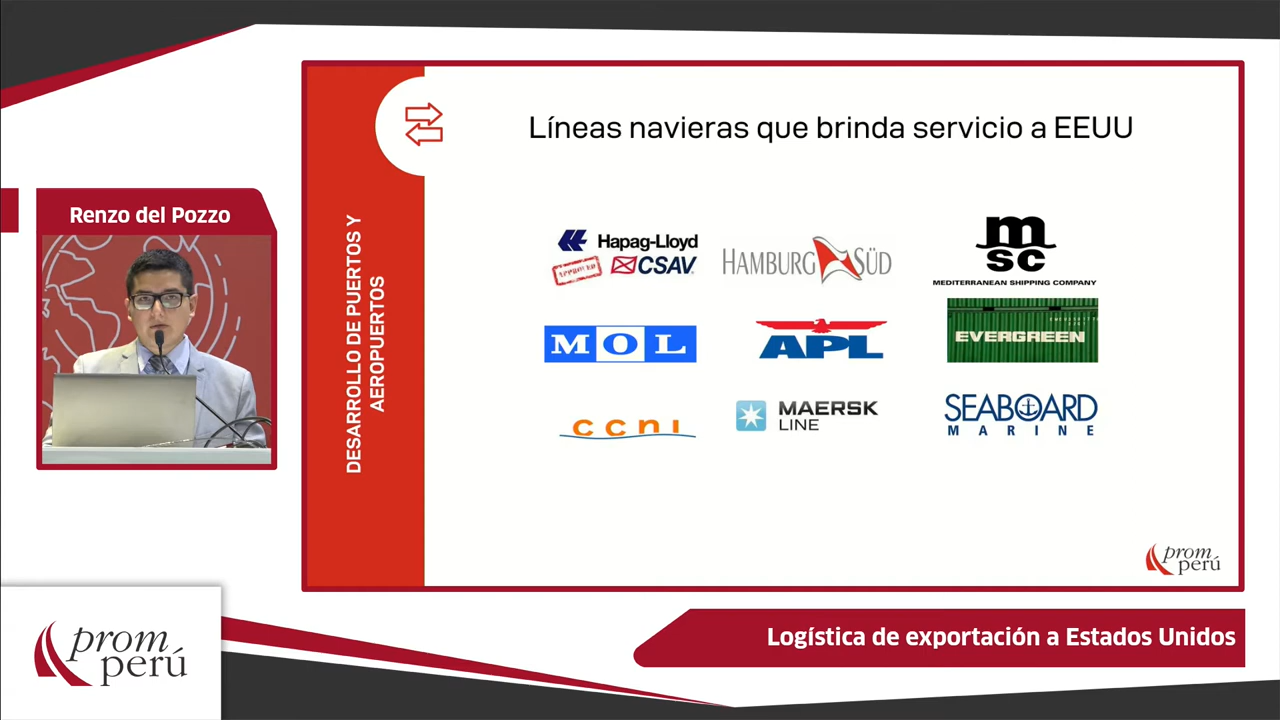 Líneas navieras que brinda servicio a EEUU
Renzo del Pozzo
DESARROLLO DE PUERTOS Y
AEROPUERTOS
Hapag-Lloyd
APPROVED
CSAV
HAMBURG SÜD
msc
MEDITERRANEAN SHIPPING COMPANY
MOL
APL
EVERGREEN
ccni
MAERSK
LINE
SEABOARD
MARINE
prom
perú
Logística de exportación a Estados Unidos
prom
perú